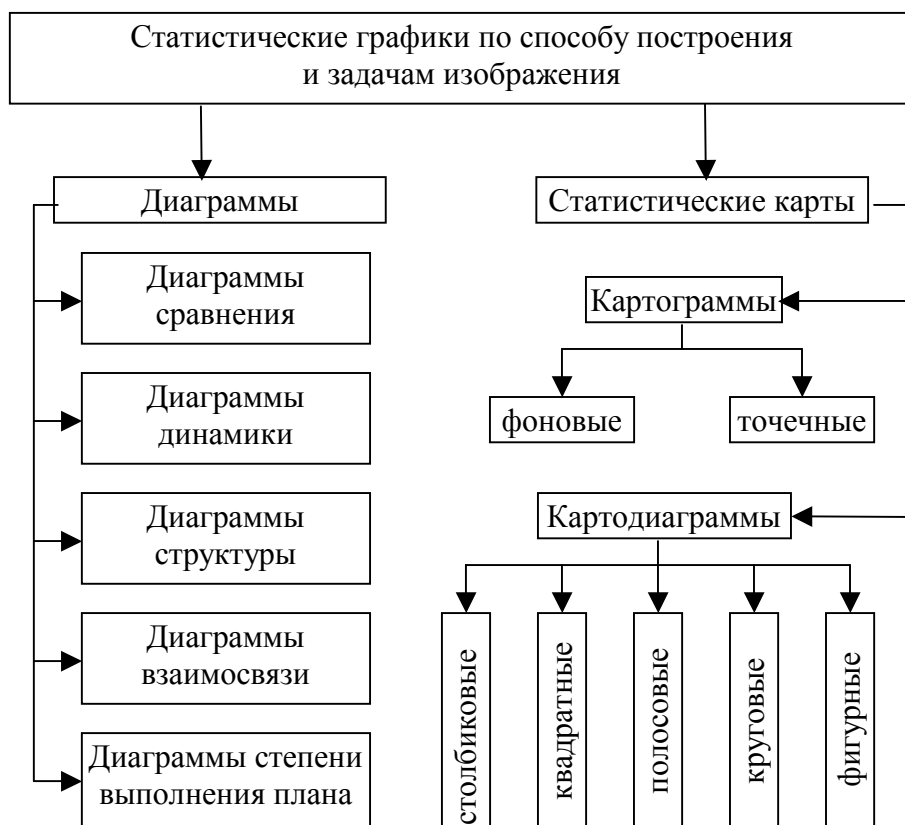 Статистические графики по способу построения
и задачам изображения
Диаграммы
Диаграммы
сравнения
Диаграммы
динамики
Диаграммы
структуры
Диаграммы
взаимосвязи
Диаграммы степени
выполнения плана
Статистические карты
Картограммы
фоновые
точечные
Картодиаграммы
столбиковые
квадратные
полосовые
круговые
фигурные